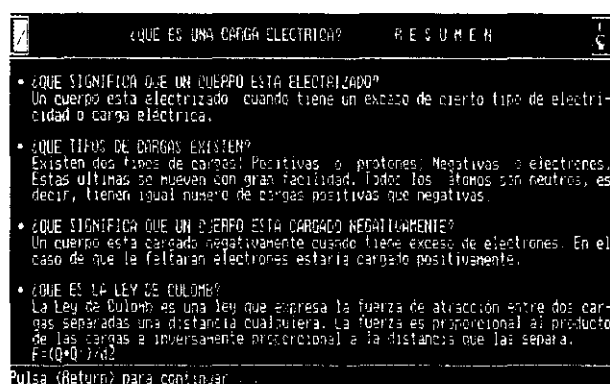 ¿QUE ES UNA CARGA ELECTRICA? R E S U M E N
• ¿QUE SIGNIFICA QUE UN CUERPO ESTA ELECTRIZADO?
Un cuerpo esta electrizado cuando tiene un exceso de cierto tipo de electri-
cidad o carga eléctrica.
• ¿QUE TIPOS DE CARGAS EXISTEN?
Existen dos tipos de cargas: Positivas o protones; Negativas o electrones.
Estas ultimas se mueven con gran facilidad. Todos los átomos son neutros, es
decir, tienen igual numero de cargas positivas que negativas.
• ¿QUE SIGNIFICA QUE UN CUERPO ESTA CARGADO NEGATIVAMENTE?
Un cuerpo esta cargado negativamente cuando tiene exceso de electrones. En el
caso de que le faltaran electrones estaria cargado positivamente.
• ¿QUE ES LA LEY DE CULOMB?
La Ley de Culomb es una ley que expresa la fuerza de atracción entre dos car-
gas separadas una distancia cualquiera. La fuerza es proporcional al producto
de las cargas e inversamente proporcional a la distancia que las separa.
F=(Q*Q')/d2
Pulsa (Return) para continuar ...